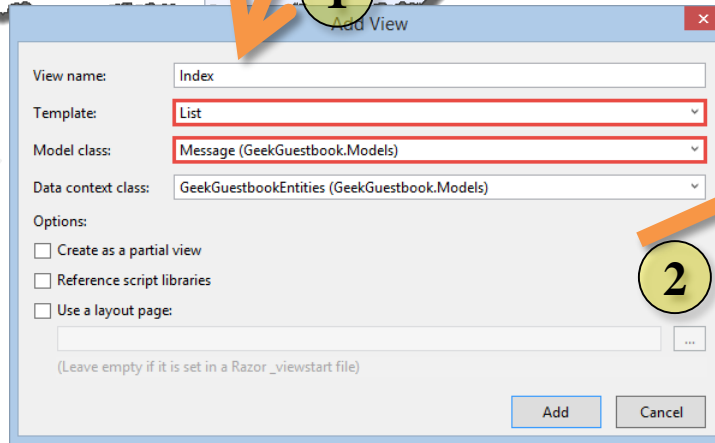 1
Add View
View name: Index
Template: List
Model class: Message (GeekGuestbook.Models)
Data context class: GeekGuestbookEntities (GeekGuestbook.Models)
Options:
Create as a partial view
Reference script libraries
2
Use a layout page:
...
(Leave empty if it is set in a Razor _viewstart file)
Add Cancel